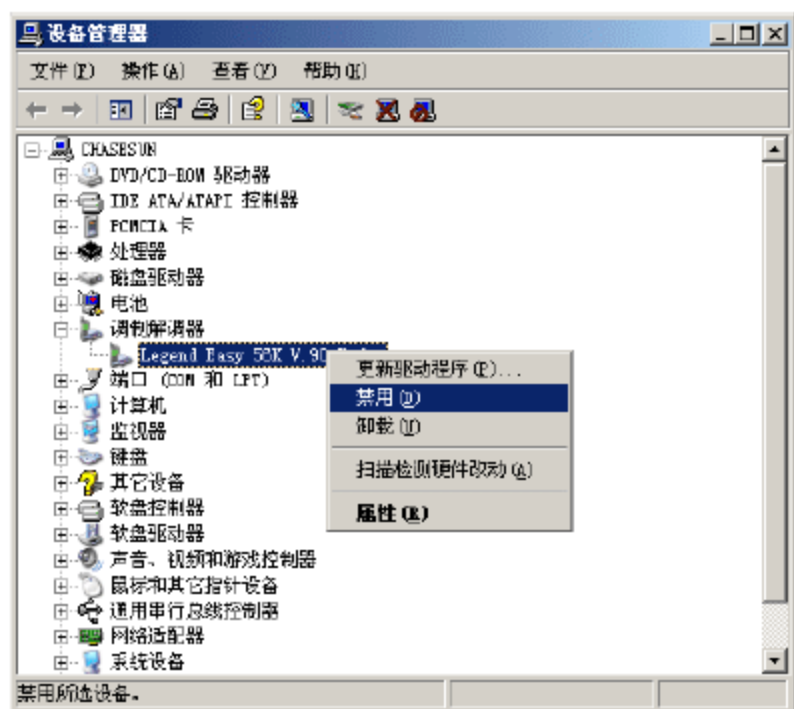 设备管理器
文件(F) 操作(A) 查看(V) 帮助(H)
CHASESUN
DVD/CD-ROM 驱动器
IDE ATA/ATAPI 控制器
PCMCIA 卡
处理器
磁盘驱动器
电池
调制解调器
Legend Easy 56K V.90
端口 (COM 和 LPT)
计算机
监视器
键盘
其它设备
软盘控制器
软盘驱动器
声音、视频和游戏控制器
鼠标和其它指针设备
通用串行总线控制器
网络适配器
系统设备
更新驱动程序(P)...
禁用(D)
卸载(U)
扫描检测硬件改动(A)
属性(R)
禁用所选设备。